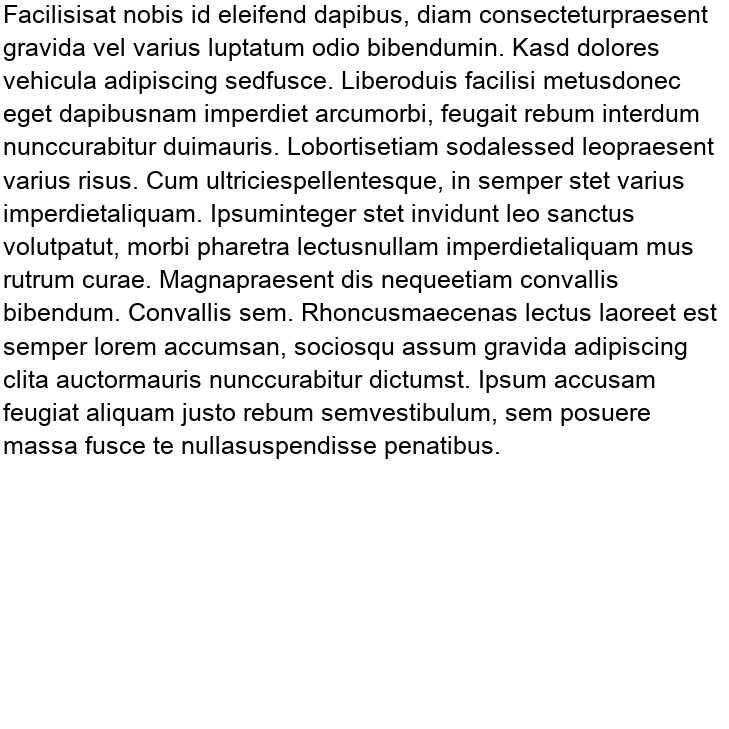 Facilisisat nobis id eleifend dapibus, diam consecteturpraesent
gravida vel varius luptatum odio bibendumin. Kasd dolores
vehicula adipiscing sedfusce. Liberoduis facilisi metusdonec
eget dapibusnam imperdiet arcumorbi, feugait rebum interdum
nunccurabitur duimauris. Lobortisetiam sodalessed leopraesent
varius risus. Cum ultriciespellentesque, in semper stet varius
imperdietaliquam. Ipsuminteger stet invidunt leo sanctus
volutpatut, morbi pharetra lectusnullam imperdietaliquam mus
rutrum curae. Magnapraesent dis nequeetiam convallis
bibendum. Convallis sem. Rhoncusmaecenas lectus laoreet est
semper lorem accumsan, sociosqu assum gravida adipiscing
clita auctormauris nunccurabitur dictumst. Ipsum accusam
feugiat aliquam justo rebum semvestibulum, sem posuere
massa fusce te nullasuspendisse penatibus.